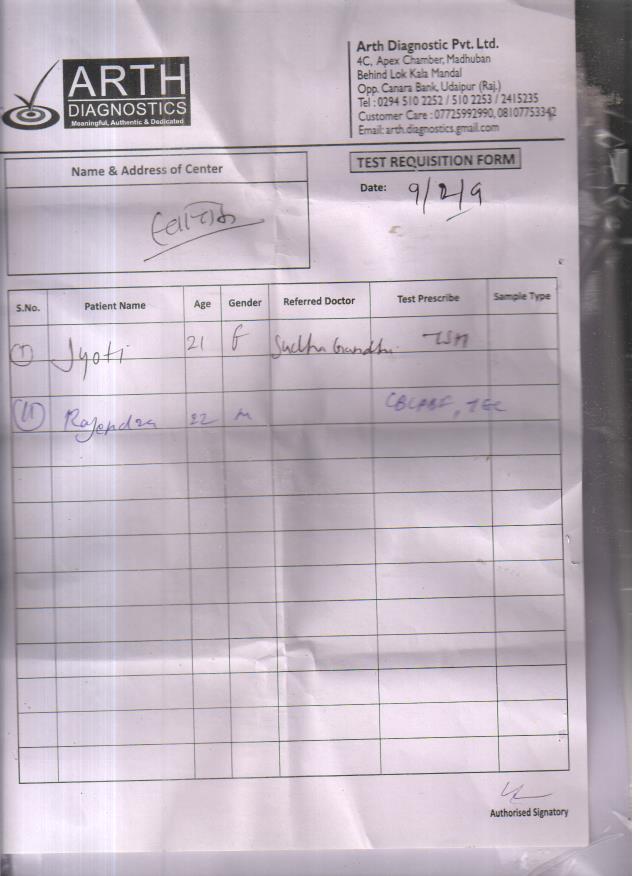 ARTH
DIAGNOSTICS
Meaningful, Authentic & Dedicated
Arth Diagnostic Pvt. Ltd.
4C, Apex Chamber, Madhuban
Behind Lok Kala Mandal
Opp. Canara Bank, Udaipur (Raj.)
Tel : 0294 510 2252 / 510 2253 / 2415235
Customer Care : 07725992990, 08107753342
Email: arth.diagnostics.gmail.com
Name & Address of Center
TEST REQUISITION FORM
Date: 9/2/9
S.No. Patient Name Age Gender Referred Doctor Test Prescribe Sample Type
(I) Jyoti 21 F Sudha Gandhi TSH
(II) Rajendra 22 M
Authorised Signatory